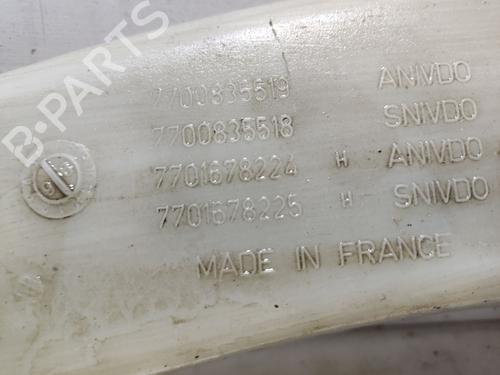 7700835519 ANIVDO
7700835518 SNIVDO
7701678224 H ANIVDO
7701678225 H SNIVDO
MADE IN FRANCE
B-PARTS